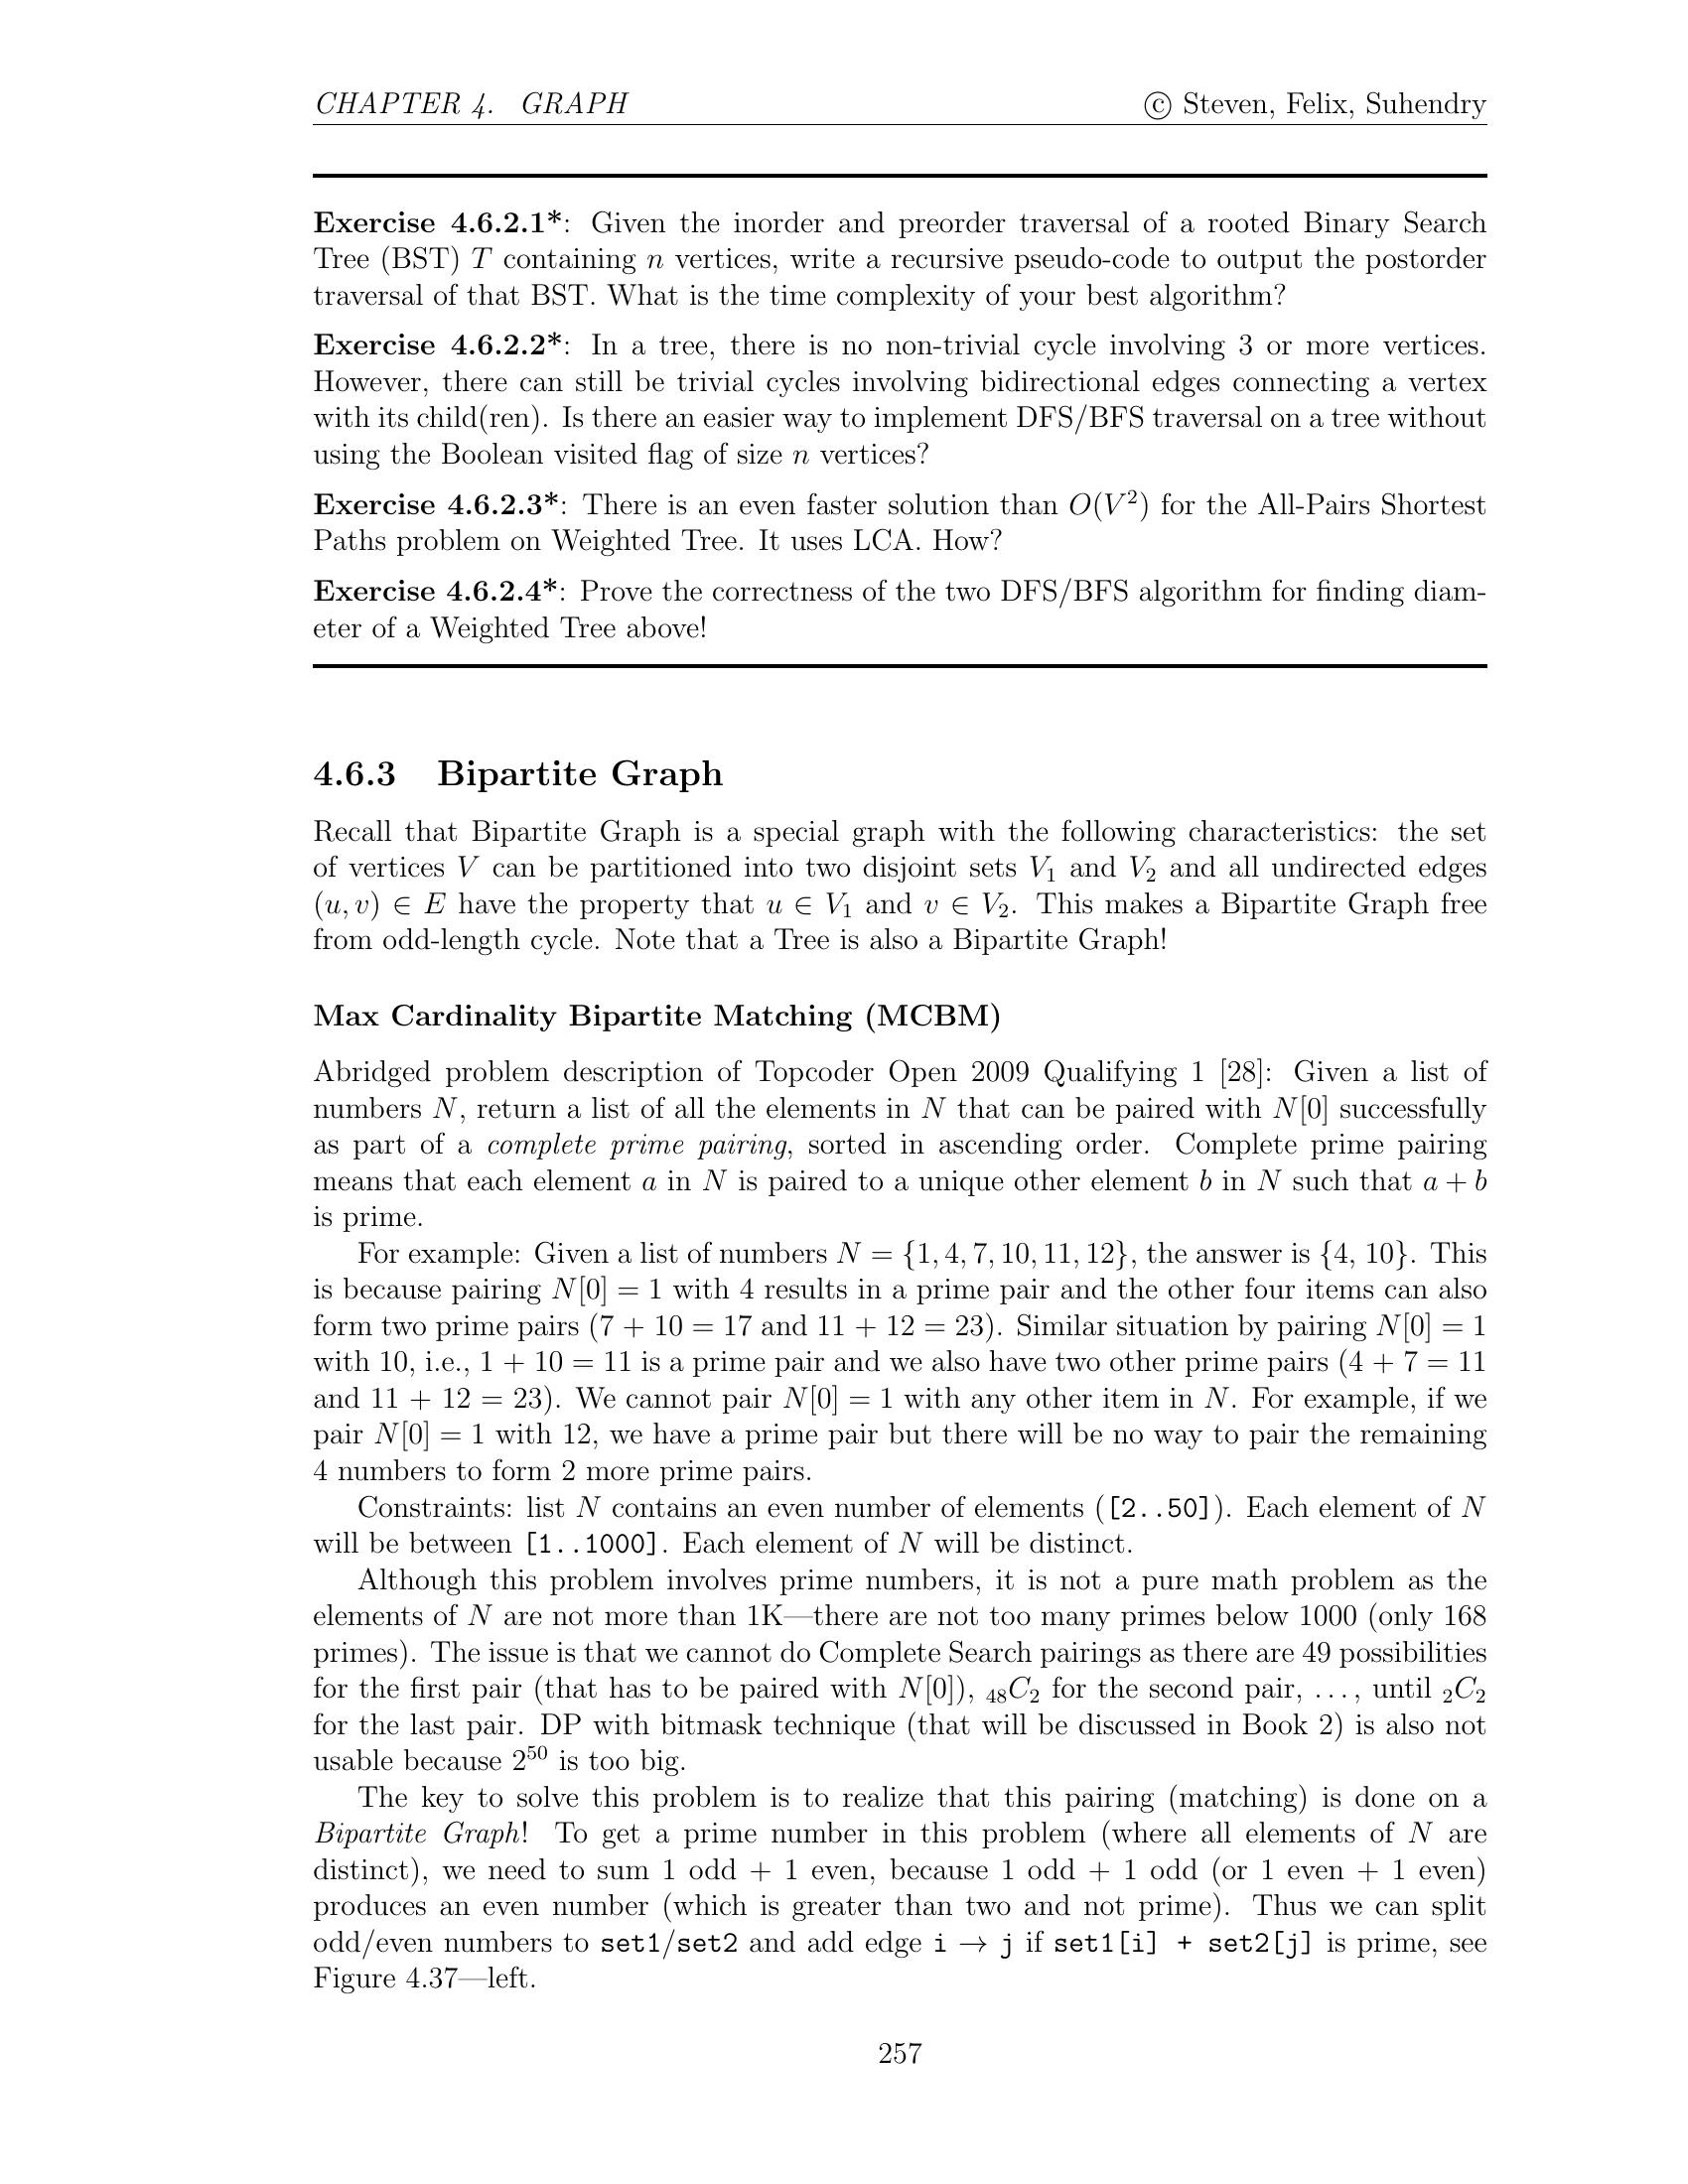 CHAPTER 4. GRAPH © Steven, Felix, Suhendry
Exercise 4.6.2.1*: Given the inorder and preorder traversal of a rooted Binary Search
Tree (BST) T containing n vertices, write a recursive pseudo-code to output the postorder
traversal of that BST. What is the time complexity of your best algorithm?
Exercise 4.6.2.2*: In a tree, there is no non-trivial cycle involving 3 or more vertices.
However, there can still be trivial cycles involving bidirectional edges connecting a vertex
with its child(ren). Is there an easier way to implement DFS/BFS traversal on a tree without
using the Boolean visited flag of size n vertices?
Exercise 4.6.2.3*: There is an even faster solution than O(V²) for the All-Pairs Shortest
Paths problem on Weighted Tree. It uses LCA. How?
Exercise 4.6.2.4*: Prove the correctness of the two DFS/BFS algorithm for finding diam-
eter of a Weighted Tree above!
4.6.3 Bipartite Graph
Recall that Bipartite Graph is a special graph with the following characteristics: the set
of vertices V can be partitioned into two disjoint sets V₁ and V₂ and all undirected edges
(u, v) ∈ E have the property that u ∈ V₁ and v ∈ V₂. This makes a Bipartite Graph free
from odd-length cycle. Note that a Tree is also a Bipartite Graph!
Max Cardinality Bipartite Matching (MCBM)
Abridged problem description of Topcoder Open 2009 Qualifying 1 [28]: Given a list of
numbers N, return a list of all the elements in N that can be paired with N[0] successfully
as part of a complete prime pairing, sorted in ascending order. Complete prime pairing
means that each element a in N is paired to a unique other element b in N such that a + b
is prime.
For example: Given a list of numbers N = {1, 4, 7, 10, 11, 12}, the answer is {4, 10}. This
is because pairing N[0] = 1 with 4 results in a prime pair and the other four items can also
form two prime pairs (7 + 10 = 17 and 11 + 12 = 23). Similar situation by pairing N[0] = 1
with 10, i.e., 1 + 10 = 11 is a prime pair and we also have two other prime pairs (4 + 7 = 11
and 11 + 12 = 23). We cannot pair N[0] = 1 with any other item in N. For example, if we
pair N[0] = 1 with 12, we have a prime pair but there will be no way to pair the remaining
4 numbers to form 2 more prime pairs.
Constraints: list N contains an even number of elements ([2..50]). Each element of N
will be between [1..1000]. Each element of N will be distinct.
Although this problem involves prime numbers, it is not a pure math problem as the
elements of N are not more than 1K—there are not too many primes below 1000 (only 168
primes). The issue is that we cannot do Complete Search pairings as there are 49 possibilities
for the first pair (that has to be paired with N[0]), ₄₈C₂ for the second pair, ..., until ₂C₂
for the last pair. DP with bitmask technique (that will be discussed in Book 2) is also not
usable because 2⁵⁰ is too big.
The key to solve this problem is to realize that this pairing (matching) is done on a
Bipartite Graph! To get a prime number in this problem (where all elements of N are
distinct), we need to sum 1 odd + 1 even, because 1 odd + 1 odd (or 1 even + 1 even)
produces an even number (which is greater than two and not prime). Thus we can split
odd/even numbers to set1/set2 and add edge i → j if set1[i] + set2[j] is prime, see
Figure 4.37—left.
257